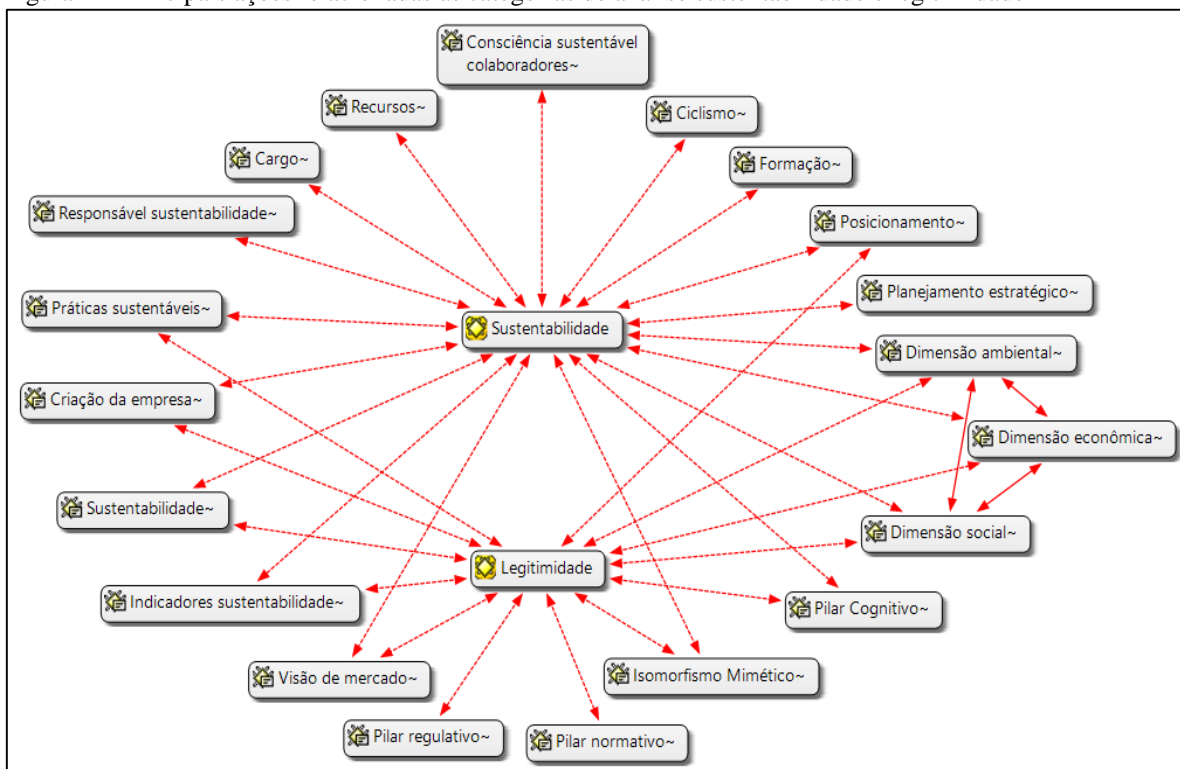 Consciência sustentável
colaboradores~
Recursos~
Ciclismo~
Cargo~
Formação~
Responsável sustentabilidade~
Posicionamento~
Planejamento estratégico~
Práticas sustentáveis~
Sustentabilidade
Dimensão ambiental~
Criação da empresa~
Dimensão econômica~
Sustentabilidade~
Dimensão social~
Legitimidade
Indicadores sustentabilidade~
Pilar Cognitivo~
Visão de mercado~
Isomorfismo Mimético~
Pilar regulativo~
Pilar normativo~